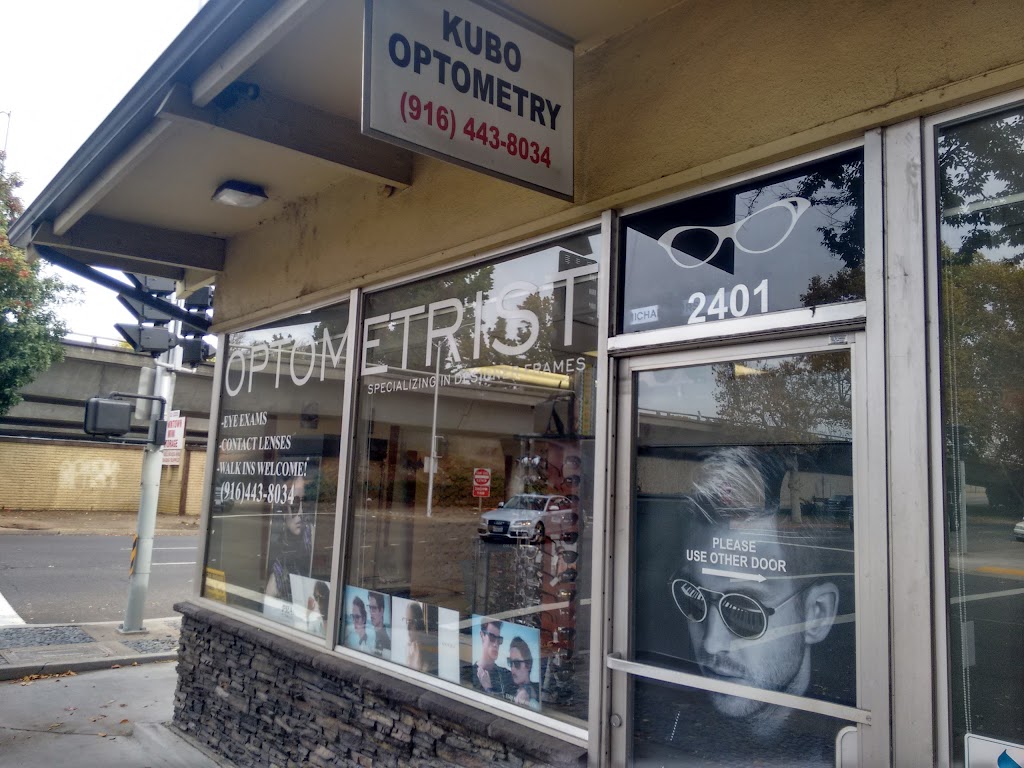 KUBO
OPTOMETRY
(916) 443-8034
OPTOMETRIST
SPECIALIZING IN DESIGN FRAMES
-EYE EXAMS
-CONTACT LENSES
-WALK INS WELCOME!
(916)443-8034
2401
PLEASE
USE OTHER DOOR